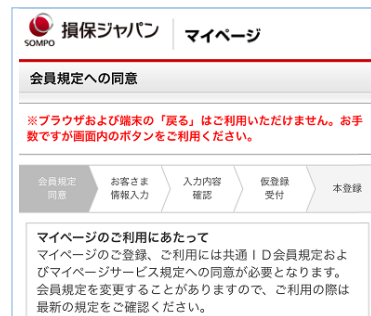 SOMPO 損保ジャパン マイページ
会員規定への同意
※ブラウザおよび端末の「戻る」はご利用いただけません。お手
数ですが画面内のボタンをご利用ください。
会員規定
同意
お客さま
情報入力
入力内容
確認
仮登録
受付
本登録
マイページのご利用にあたって
マイページのご登録、ご利用には共通ＩＤ会員規定およ
びマイページサービス規定への同意が必要となります。
会員規定を変更することがありますので、ご利用の際は
最新の規定をご確認ください。